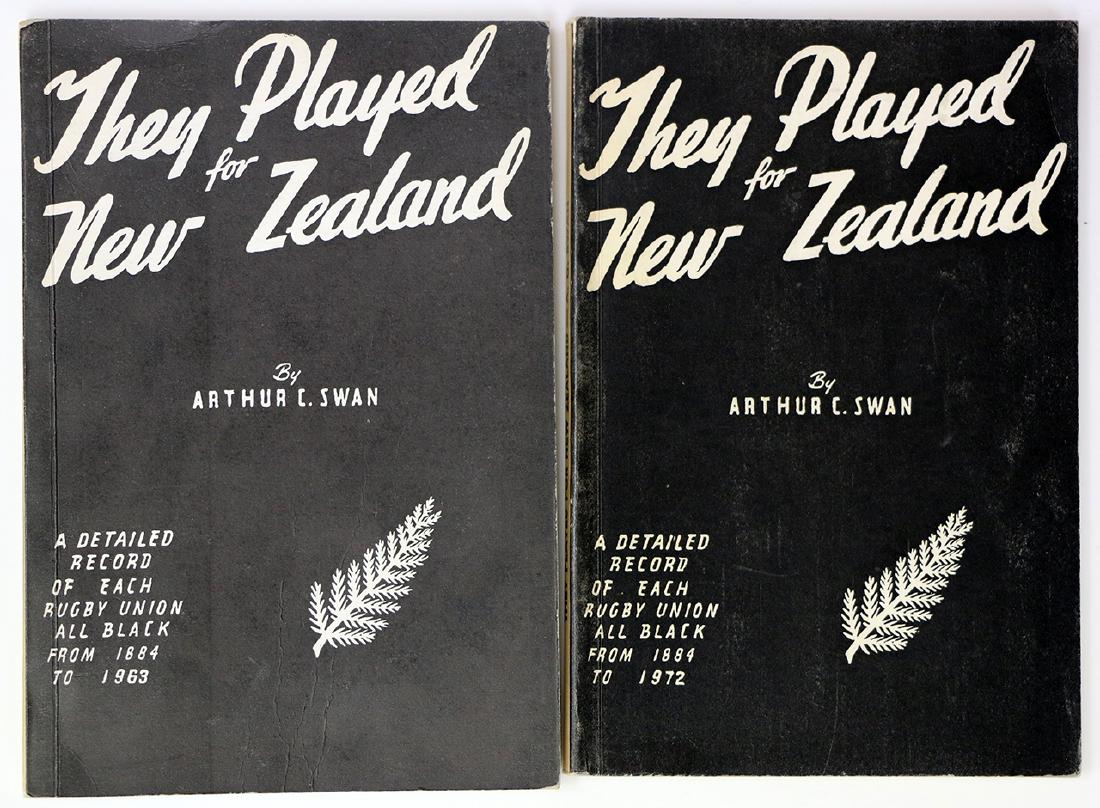 They Played
for
New Zealand
By
ARTHUR C. SWAN
A DETAILED
RECORD
OF EACH
RUGBY UNION
ALL BLACK
FROM 1884
TO 1963
They Played
for
New Zealand
By
ARTHUR C. SWAN
A DETAILED
RECORD
OF EACH
RUGBY UNION
ALL BLACK
FROM 1884
TO 1972